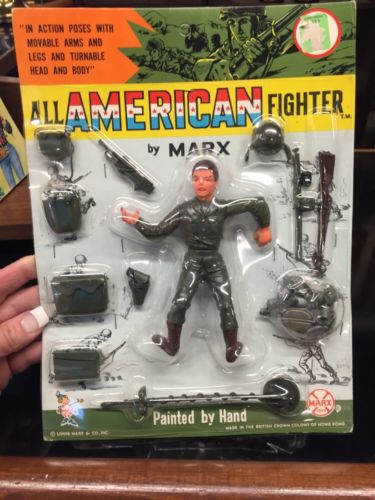 "IN ACTION POSES WITH
MOVABLE ARMS AND
LEGS AND TURNABLE
HEAD AND BODY"
ALL AMERICAN FIGHTER T.M.
by MARX
MARX
Painted by Hand
© LOUIS MARX & CO., INC.
MADE IN THE BRITISH CROWN COLONY OF HONG KONG